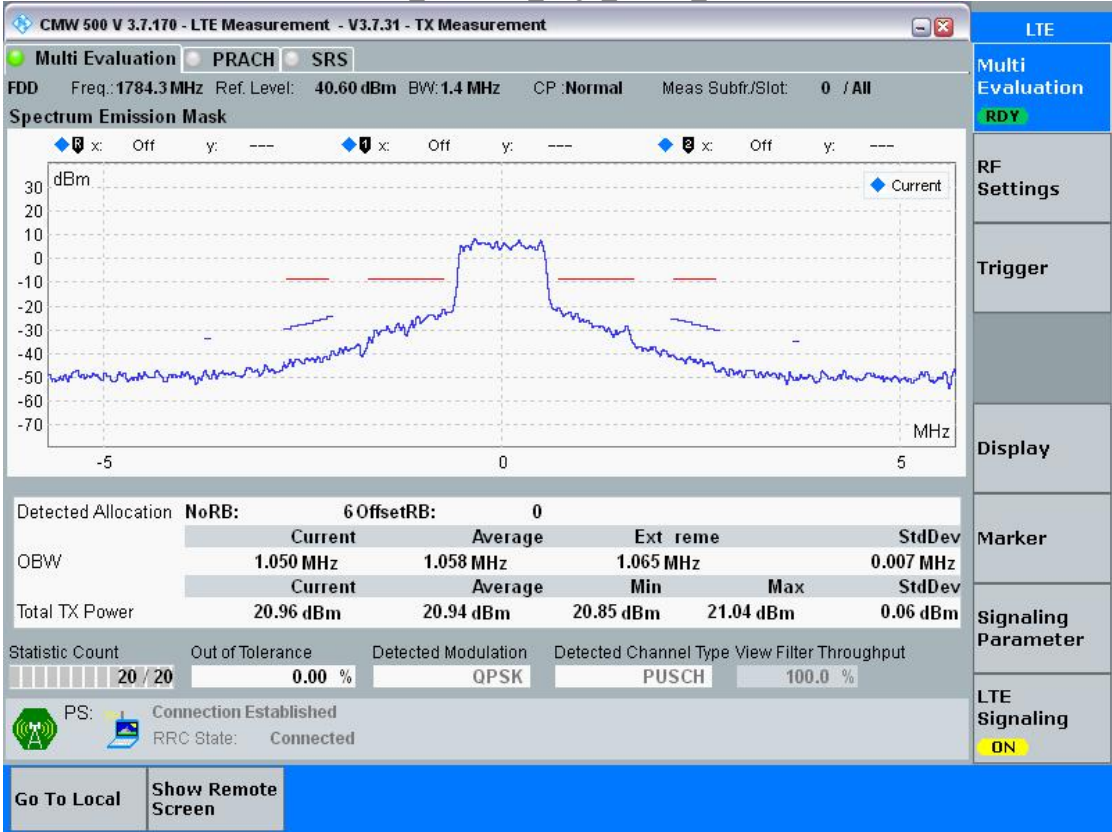 CMW 500 V 3.7.170 - LTE Measurement - V3.7.31 - TX Measurement
LTE
Multi Evaluation PRACH SRS
Multi
Evaluation
RDY
FDD Freq.: 1784.3 MHz Ref. Level: 40.60 dBm BW: 1.4 MHz CP : Normal Meas Subfr./Slot: 0 / All
Spectrum Emission Mask
R x: Off y: --- 1 x: Off y: --- 2 x: Off y: ---
dBm
Current
30
20
10
0
-10
-20
-30
-40
-50
-60
-70
MHz
-5 0 5
RF
Settings
Trigger
Display
Marker
Signaling
Parameter
LTE
Signaling
ON
Detected Allocation NoRB: 6 OffsetRB: 0
Current Average Ext reme StdDev
OBW 1.050 MHz 1.058 MHz 1.065 MHz 0.007 MHz
Current Average Min Max StdDev
Total TX Power 20.96 dBm 20.94 dBm 20.85 dBm 21.04 dBm 0.06 dBm
Statistic Count Out of Tolerance Detected Modulation Detected Channel Type View Filter Throughput
20 / 20 0.00 % QPSK PUSCH 100.0 %
PS: Connection Established
RRC State: Connected
Go To Local
Show Remote
Screen